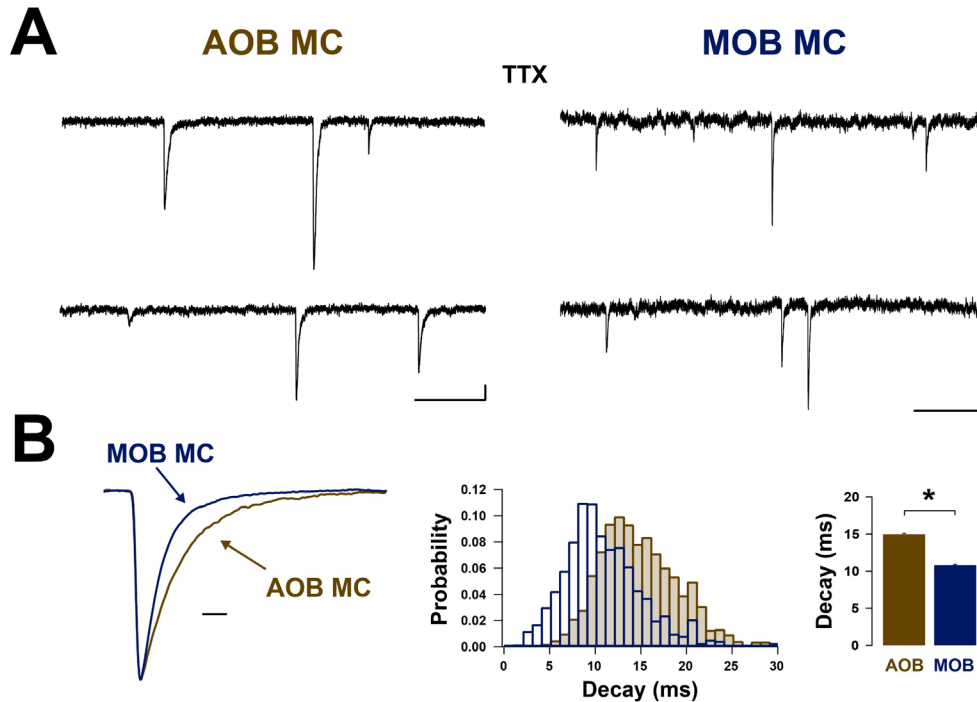 A
AOB MC
MOB MC
TTX
B
MOB MC
AOB MC
Probability
0.12
0.10
0.08
0.06
0.04
0.02
0.00
0
5
10
15
20
25
30
Decay (ms)
Decay (ms)
20
15
10
5
0
*
AOB
MOB